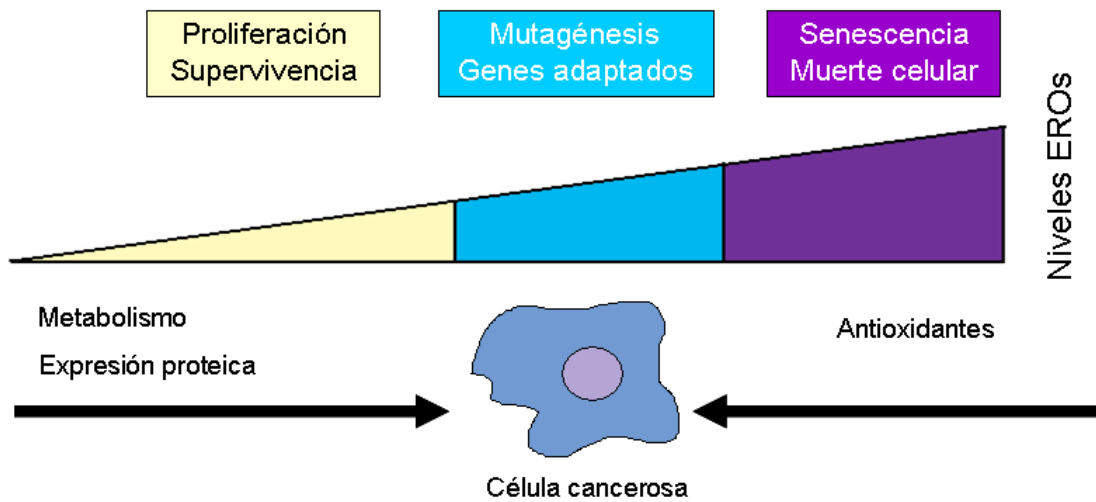 Proliferación
Supervivencia
Mutagénesis
Genes adaptados
Senescencia
Muerte celular
Niveles EROs
Metabolismo
Expresión proteica
Antioxidantes
Célula cancerosa